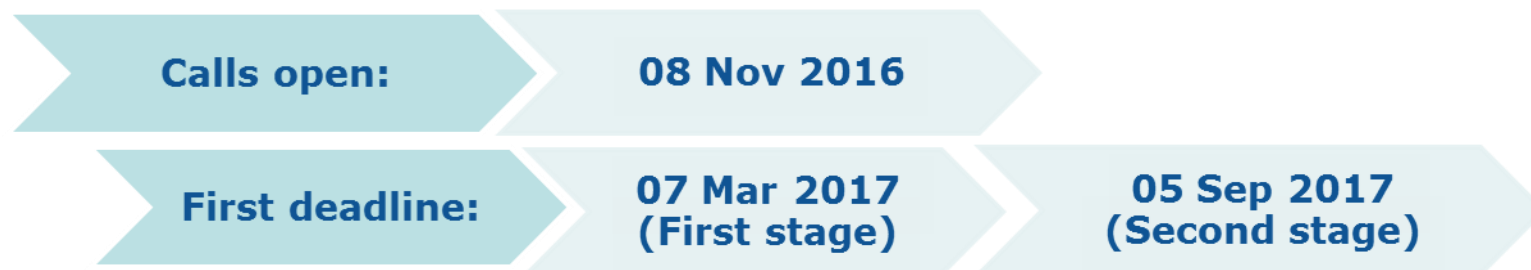 Calls open:
08 Nov 2016
First deadline:
07 Mar 2017
(First stage)
05 Sep 2017
(Second stage)